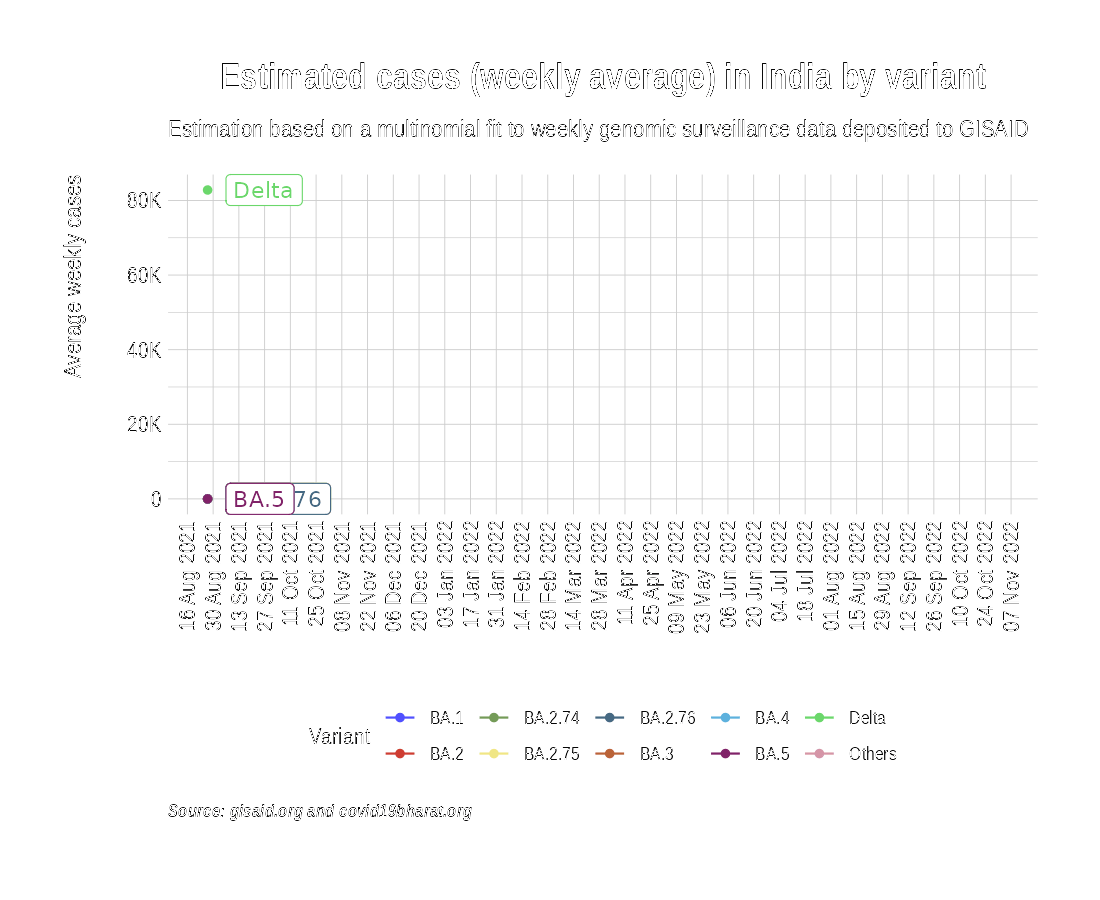 Estimated cases (weekly average) in India by variant
Estimation based on a multinomial fit to weekly genomic surveillance data deposited to GISAID
Average weekly cases
80K
60K
40K
20K
0
Delta
BA.5
76
16 Aug 2021
30 Aug 2021
13 Sep 2021
27 Sep 2021
11 Oct 2021
25 Oct 2021
08 Nov 2021
22 Nov 2021
06 Dec 2021
20 Dec 2021
03 Jan 2022
17 Jan 2022
31 Jan 2022
14 Feb 2022
28 Feb 2022
14 Mar 2022
28 Mar 2022
11 Apr 2022
25 Apr 2022
09 May 2022
23 May 2022
06 Jun 2022
20 Jun 2022
04 Jul 2022
18 Jul 2022
01 Aug 2022
15 Aug 2022
29 Aug 2022
12 Sep 2022
26 Sep 2022
10 Oct 2022
24 Oct 2022
07 Nov 2022
Variant
BA.1 BA.2.74 BA.2.76 BA.4 Delta
BA.2 BA.2.75 BA.3 BA.5 Others
Source: gisaid.org and covid19bharat.org